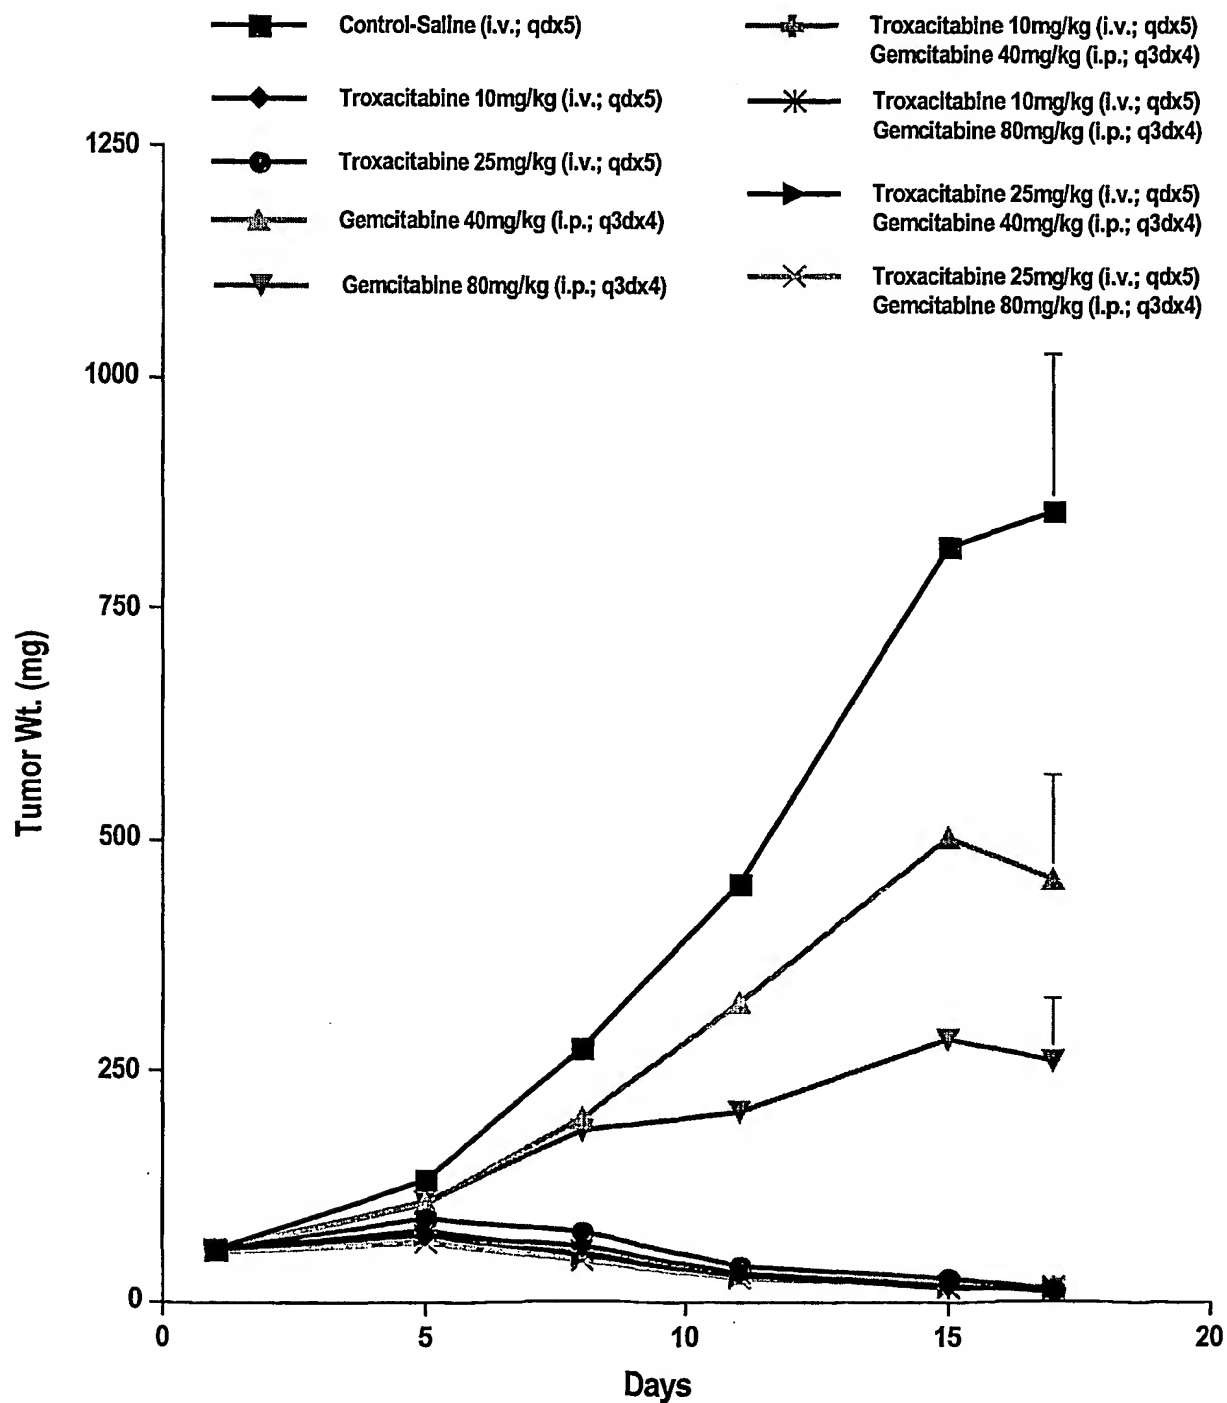 Control-Saline (i.v.; qdx5)
Troxacitabine 10mg/kg (i.v.; qdx5)
Troxacitabine 25mg/kg (i.v.; qdx5)
Gemcitabine 40mg/kg (i.p.; q3dx4)
Gemcitabine 80mg/kg (i.p.; q3dx4)
Troxacitabine 10mg/kg (i.v.; qdx5)
Gemcitabine 40mg/kg (i.p.; q3dx4)
Troxacitabine 10mg/kg (i.v.; qdx5)
Gemcitabine 80mg/kg (i.p.; q3dx4)
Troxacitabine 25mg/kg (i.v.; qdx5)
Gemcitabine 40mg/kg (i.p.; q3dx4)
Troxacitabine 25mg/kg (i.v.; qdx5)
Gemcitabine 80mg/kg (i.p.; q3dx4)
1250
1000
750
500
250
0
Tumor Wt. (mg)
0
5
10
15
20
Days